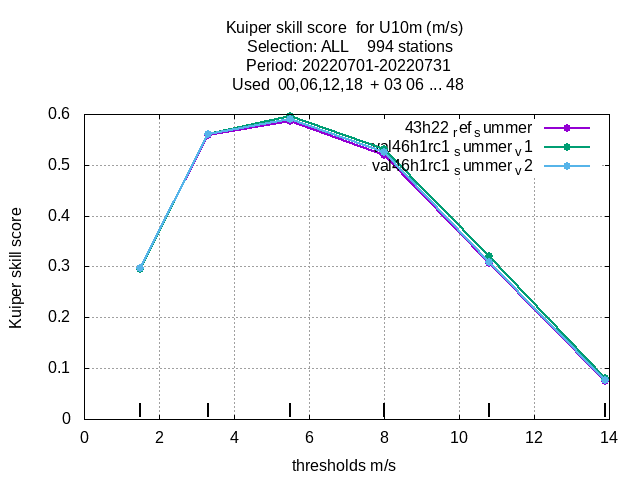 Kuiper skill score  for U10m (m/s)
Selection: ALL    994 stations
Period: 20220701-20220731
Used  00,06,12,18  + 03 06 ... 48
43h22 ref summer
val46h1rc1 summer v1
val46h1rc1 summer v2
Kuiper skill score
0.6
0.5
0.4
0.3
0.2
0.1
0
0 2 4 6 8 10 12 14
thresholds m/s